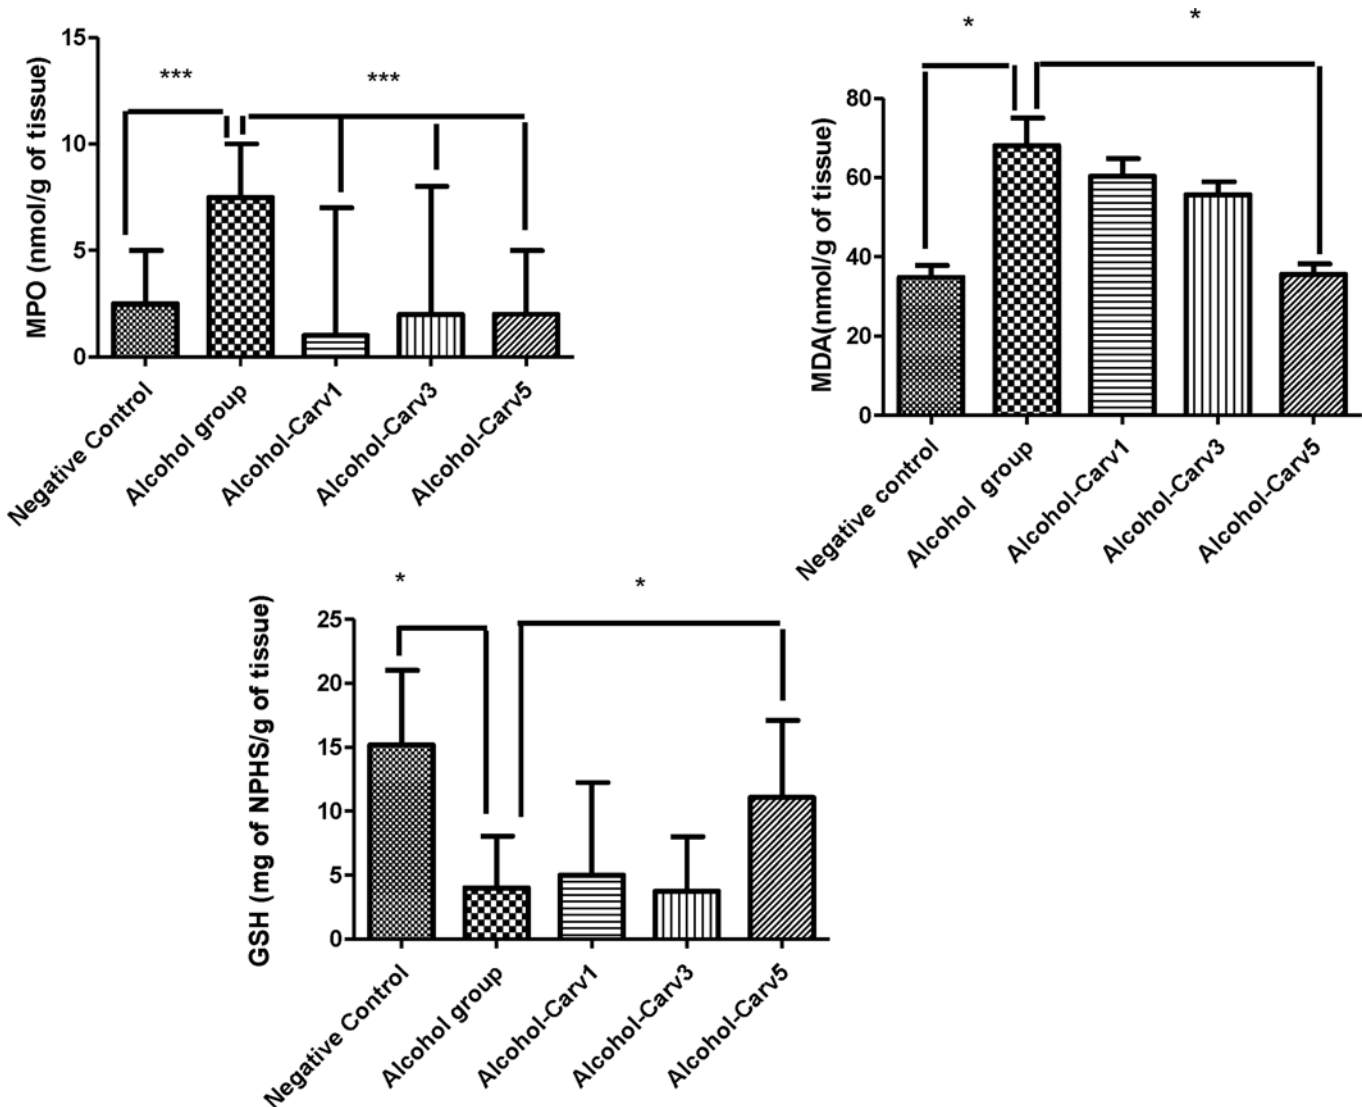 MPO (nmol/g of tissue)
15
10
5
0
***
***
Negative Control
Alcohol group
Alcohol-Carv1
Alcohol-Carv3
Alcohol-Carv5
MDA(nmol/g of tissue)
80
60
40
20
0
*
*
Negative control
Alcohol group
Alcohol-Carv1
Alcohol-Carv3
Alcohol-Carv5
GSH (mg of NPHS/g of tissue)
25
20
15
10
5
0
*
*
Negative Control
Alcohol group
Alcohol-Carv1
Alcohol-Carv3
Alcohol-Carv5